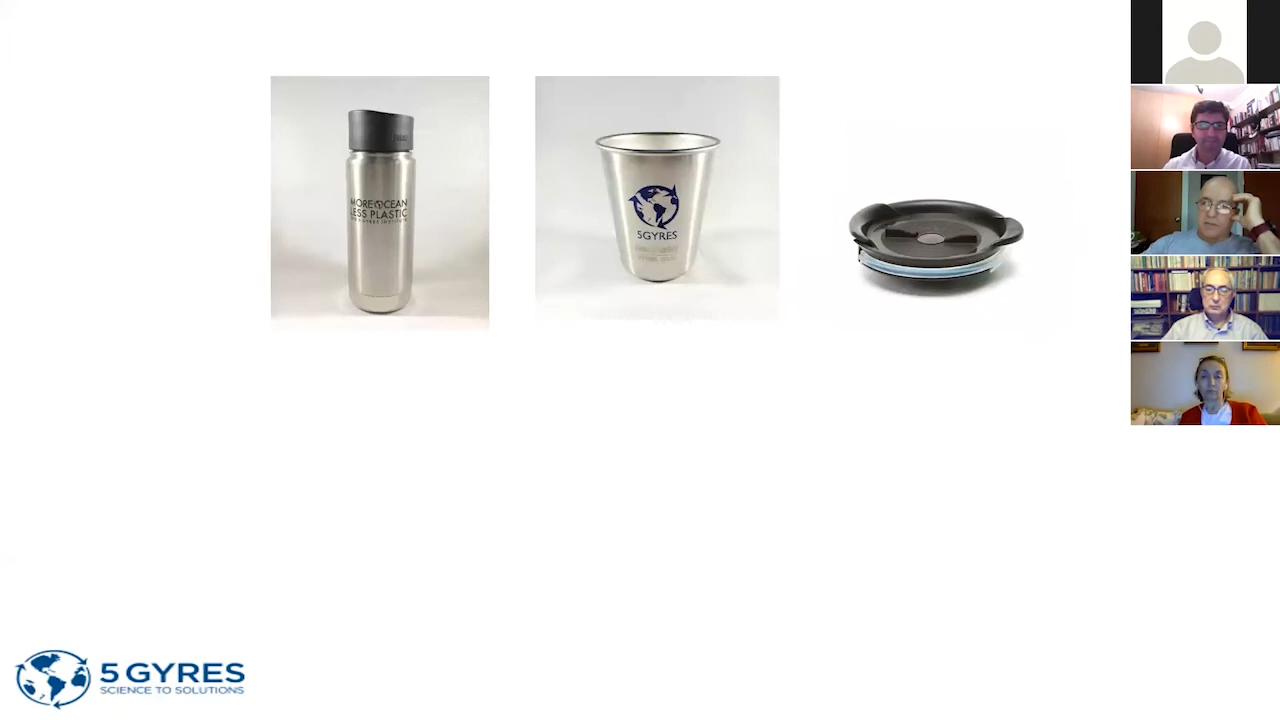 MORE OCEAN
LESS PLASTIC
5GYRES
5 GYRES
SCIENCE TO SOLUTIONS